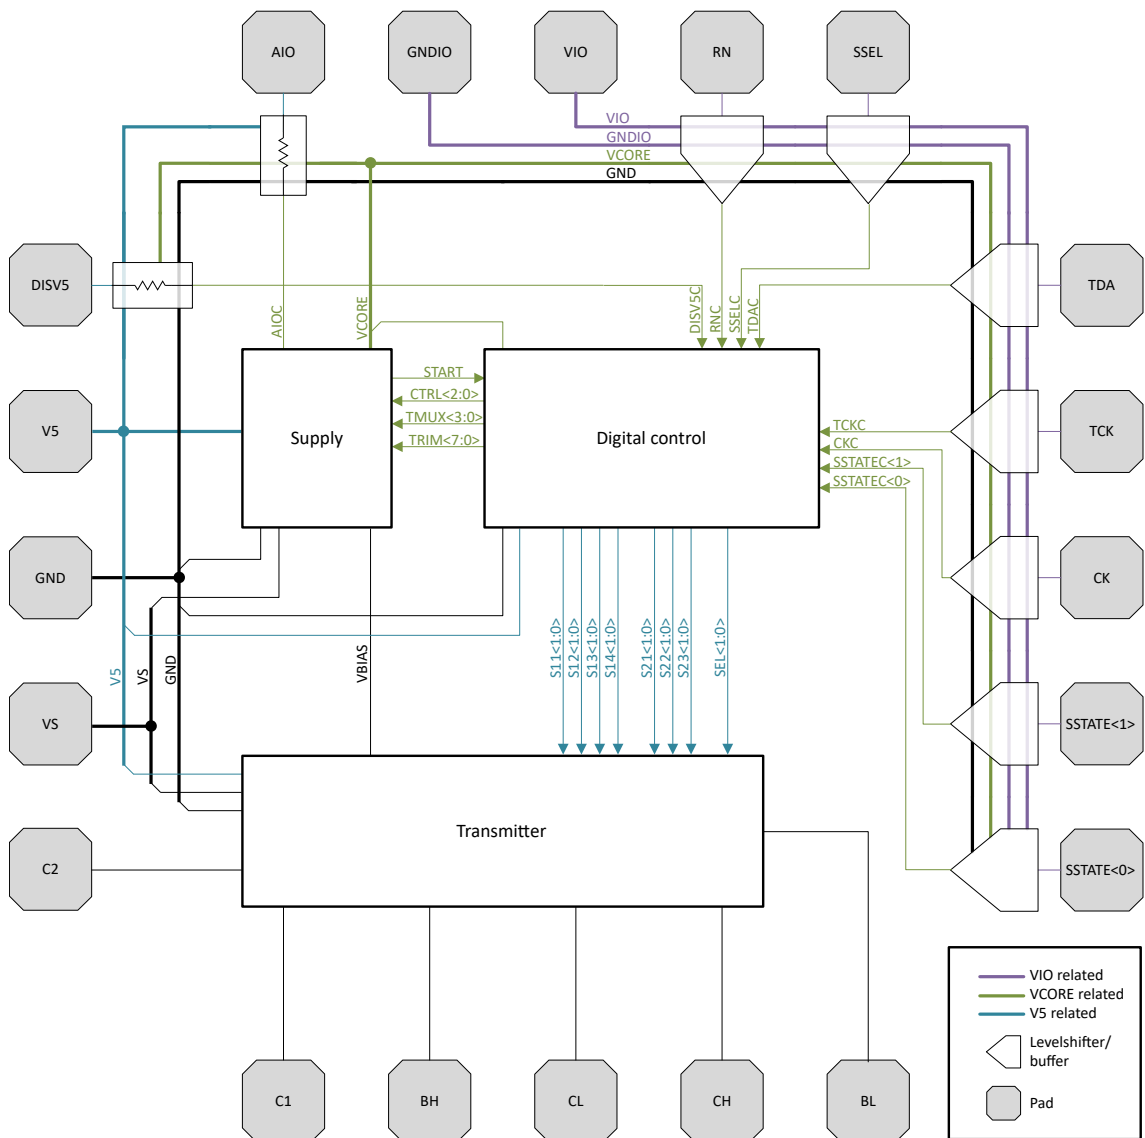 AIO
GNDIO
VIO
RN
SSEL
VIO
GNDIO
VCORE
GND
DISV5
TDA
AIOC
VCORE
DISV5C
RNC
SSELC
TDAC
V5
Supply
START
CTRL<2:0>
TMUX<3:0>
TRIM<7:0>
Digital control
TCKC
CKC
SSTATEC<1>
SSTATEC<0>
TCK
GND
CK
V5
VS
GND
VBIAS
S11<1:0>
S12<1:0>
S13<1:0>
S14<1:0>
S21<1:0>
S22<1:0>
S23<1:0>
SEL<1:0>
VS
SSTATE<1>
Transmitter
C2
SSTATE<0>
VIO related
VCORE related
V5 related
Levelshifter/
buffer
Pad
C1
BH
CL
CH
BL